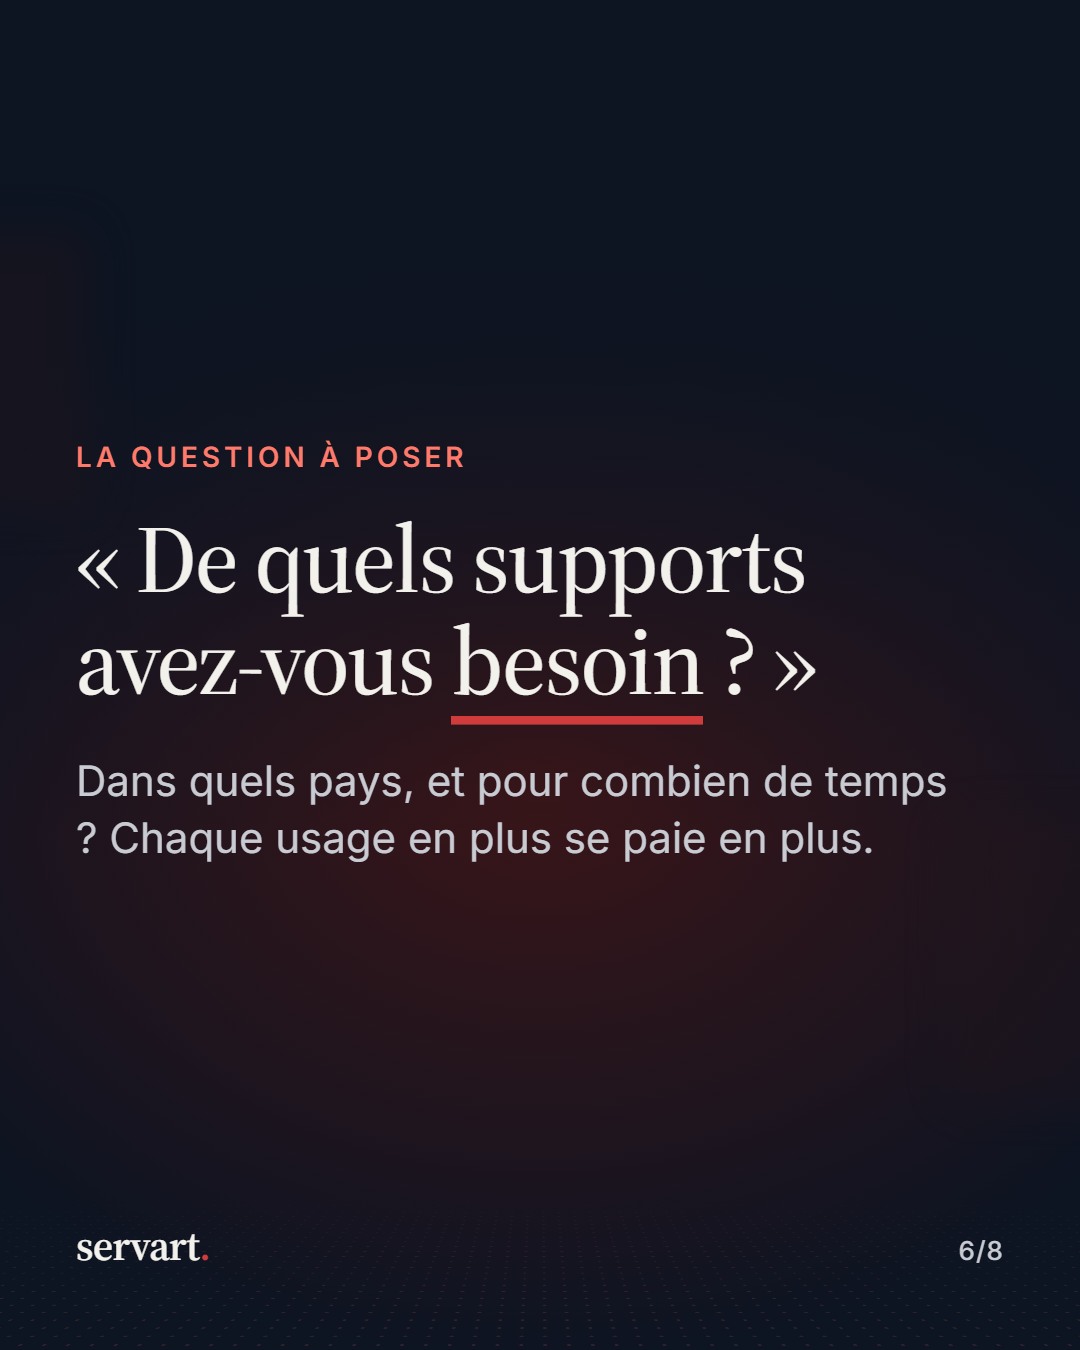 LA QUESTION À POSER
« De quels supports
avez-vous besoin ? »
Dans quels pays, et pour combien de temps
? Chaque usage en plus se paie en plus.
servart.
6/8